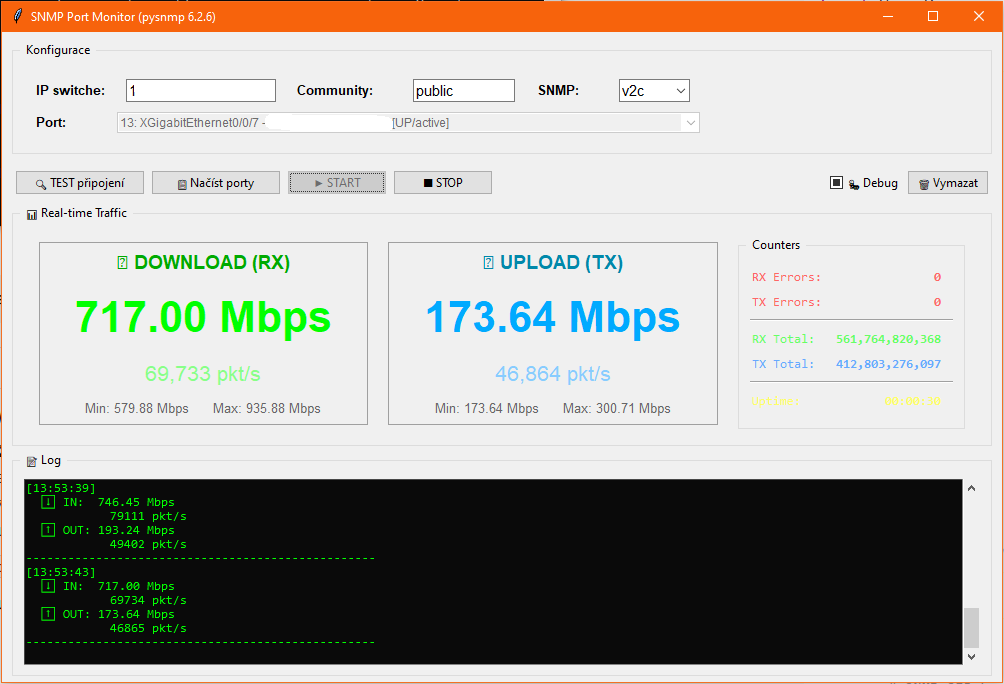 SNMP Port Monitor (pysnmp 6.2.6)
Konfigurace
IP switche: 1 Community: public SNMP: v2c
Port: 13: XGigabitEthernet0/0/7 - [UP/active]
TEST připojení Načíst porty ► START ■ STOP Debug Vymazat
Real-time Traffic
DOWNLOAD (RX)
717.00 Mbps
69,733 pkt/s
Min: 579.88 Mbps Max: 935.88 Mbps
UPLOAD (TX)
173.64 Mbps
46,864 pkt/s
Min: 173.64 Mbps Max: 300.71 Mbps
Counters
RX Errors: 0
TX Errors: 0
RX Total: 561,764,820,368
TX Total: 412,803,276,097
Uptime:
Log
[13:53:39]
↓ IN: 746.45 Mbps
79111 pkt/s
↑ OUT: 193.24 Mbps
49402 pkt/s
--------------------------------------------------
[13:53:43]
↓ IN: 717.00 Mbps
69734 pkt/s
↑ OUT: 173.64 Mbps
46865 pkt/s
--------------------------------------------------